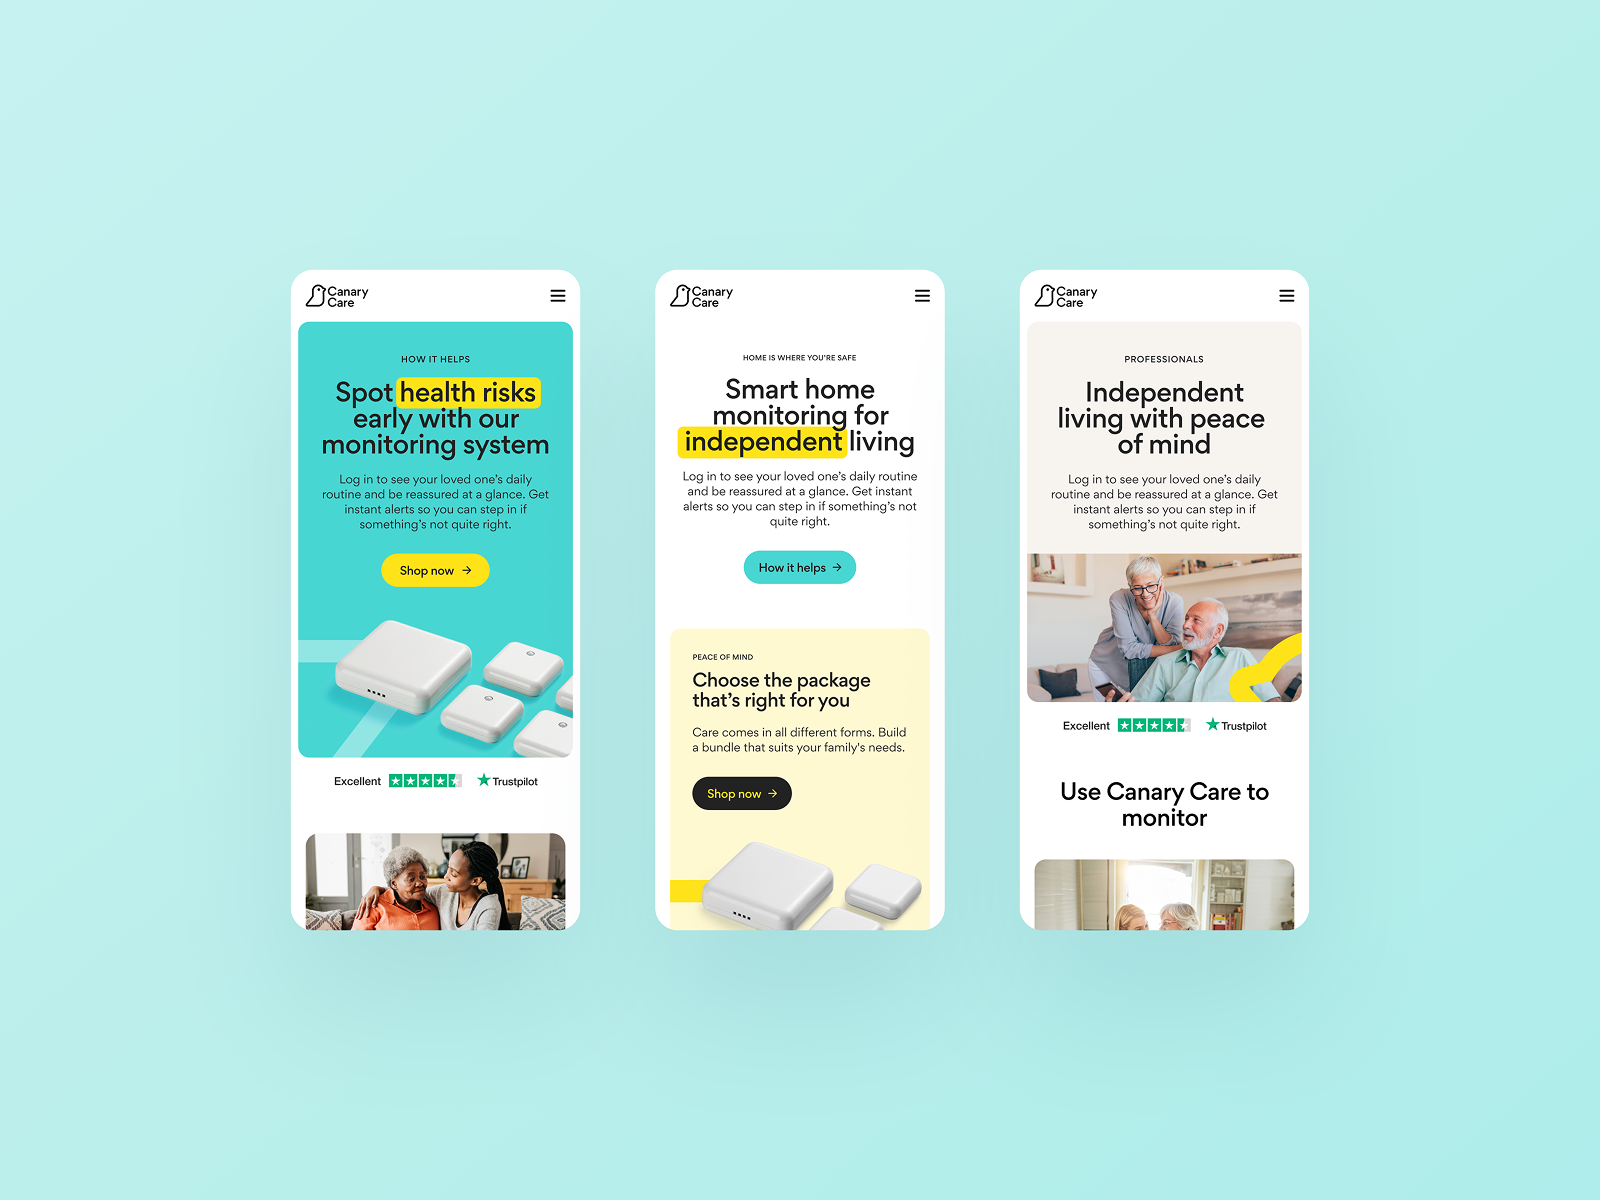 Canary
Care
HOW IT HELPS
Spot health risks
early with our
monitoring system
Log in to see your loved one's daily
routine and be reassured at a glance. Get
instant alerts so you can step in if
something's not quite right.
Shop now →
Excellent
Trustpilot
Canary
Care
HOME IS WHERE YOU'RE SAFE
Smart home
monitoring for
independent living
Log in to see your loved one's daily routine
and be reassured at a glance. Get instant
alerts so you can step in if something's not
quite right.
How it helps →
PEACE OF MIND
Choose the package
that's right for you
Care comes in all different forms. Build
a bundle that suits your family's needs.
Shop now →
Canary
Care
PROFESSIONALS
Independent
living with peace
of mind
Log in to see your loved one's daily
routine and be reassured at a glance. Get
instant alerts so you can step in if
something's not quite right.
Excellent
Trustpilot
Use Canary Care to
monitor